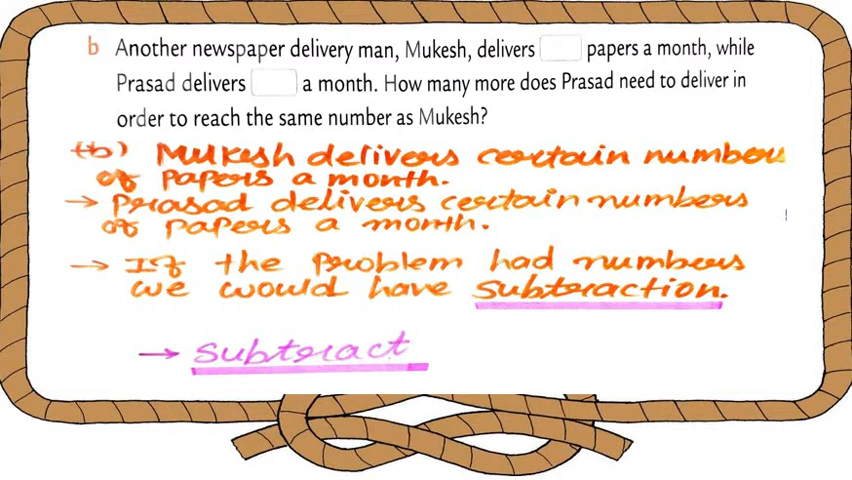 b Another newspaper delivery man, Mukesh, delivers papers a month, while
Prasad delivers a month. How many more does Prasad need to deliver in
order to reach the same number as Mukesh?
(b) Mukesh delivers certain number
of papers a month.
→ Prasad delivers certain numbers
of papers a month.
→ If the problem had numbers
we would have subtraction.
→ subtract